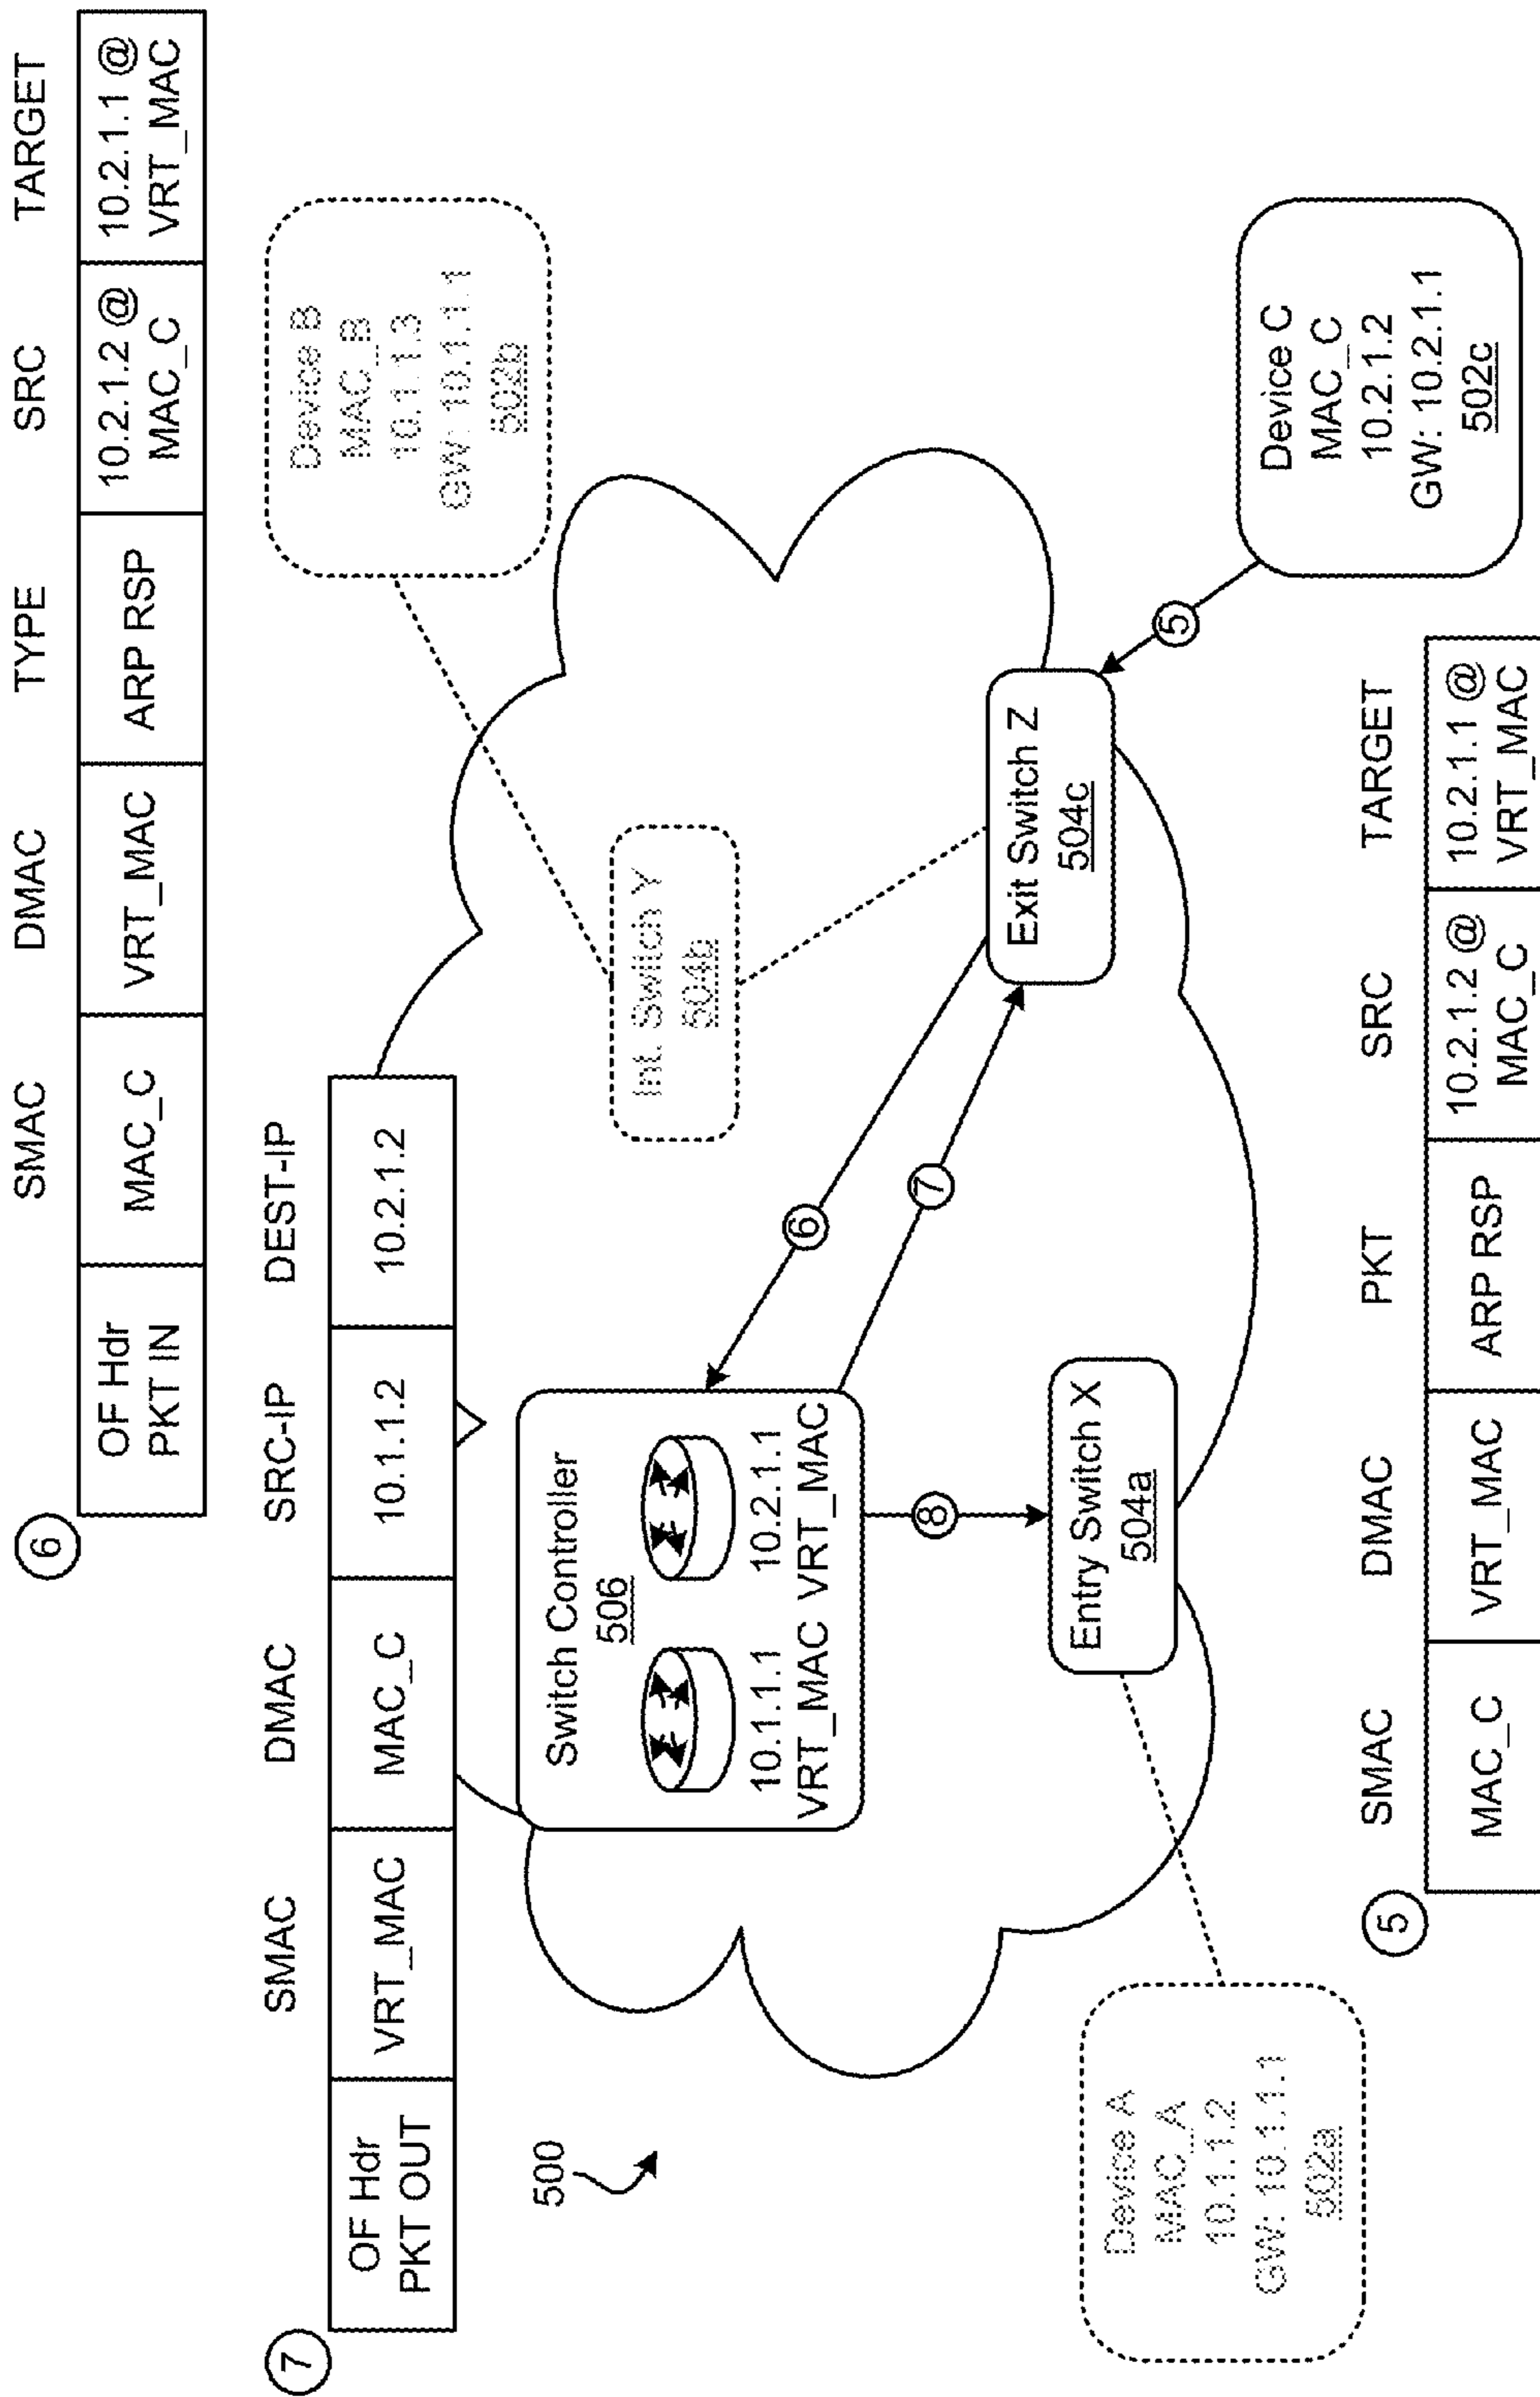 SMAC DMAC TYPE SRC TARGET
6
OF Hdr
PKT IN
MAC_C
VRT_MAC
ARP RSP
10.2.1.2 @
MAC_C
10.2.1.1 @
VRT_MAC
SMAC DMAC SRC-IP DEST-IP
7
OF Hdr
PKT OUT
VRT_MAC
MAC_C
10.1.1.2
10.2.1.2
Device B
MAC_B
10.1.1.3
GW: 10.1.1.1
502b
500
Switch Controller
506
10.1.1.1 10.2.1.1
VRT_MAC VRT_MAC
Int. Switch Y
504b
6
7
8
5
Exit Switch Z
504c
Entry Switch X
504a
Device A
MAC_A
10.1.1.2
GW: 10.1.1.1
502a
Device C
MAC_C
10.2.1.2
GW: 10.2.1.1
502c
SMAC DMAC PKT SRC TARGET
5
MAC_C
VRT_MAC
ARP RSP
10.2.1.2 @
MAC_C
10.2.1.1 @
VRT_MAC